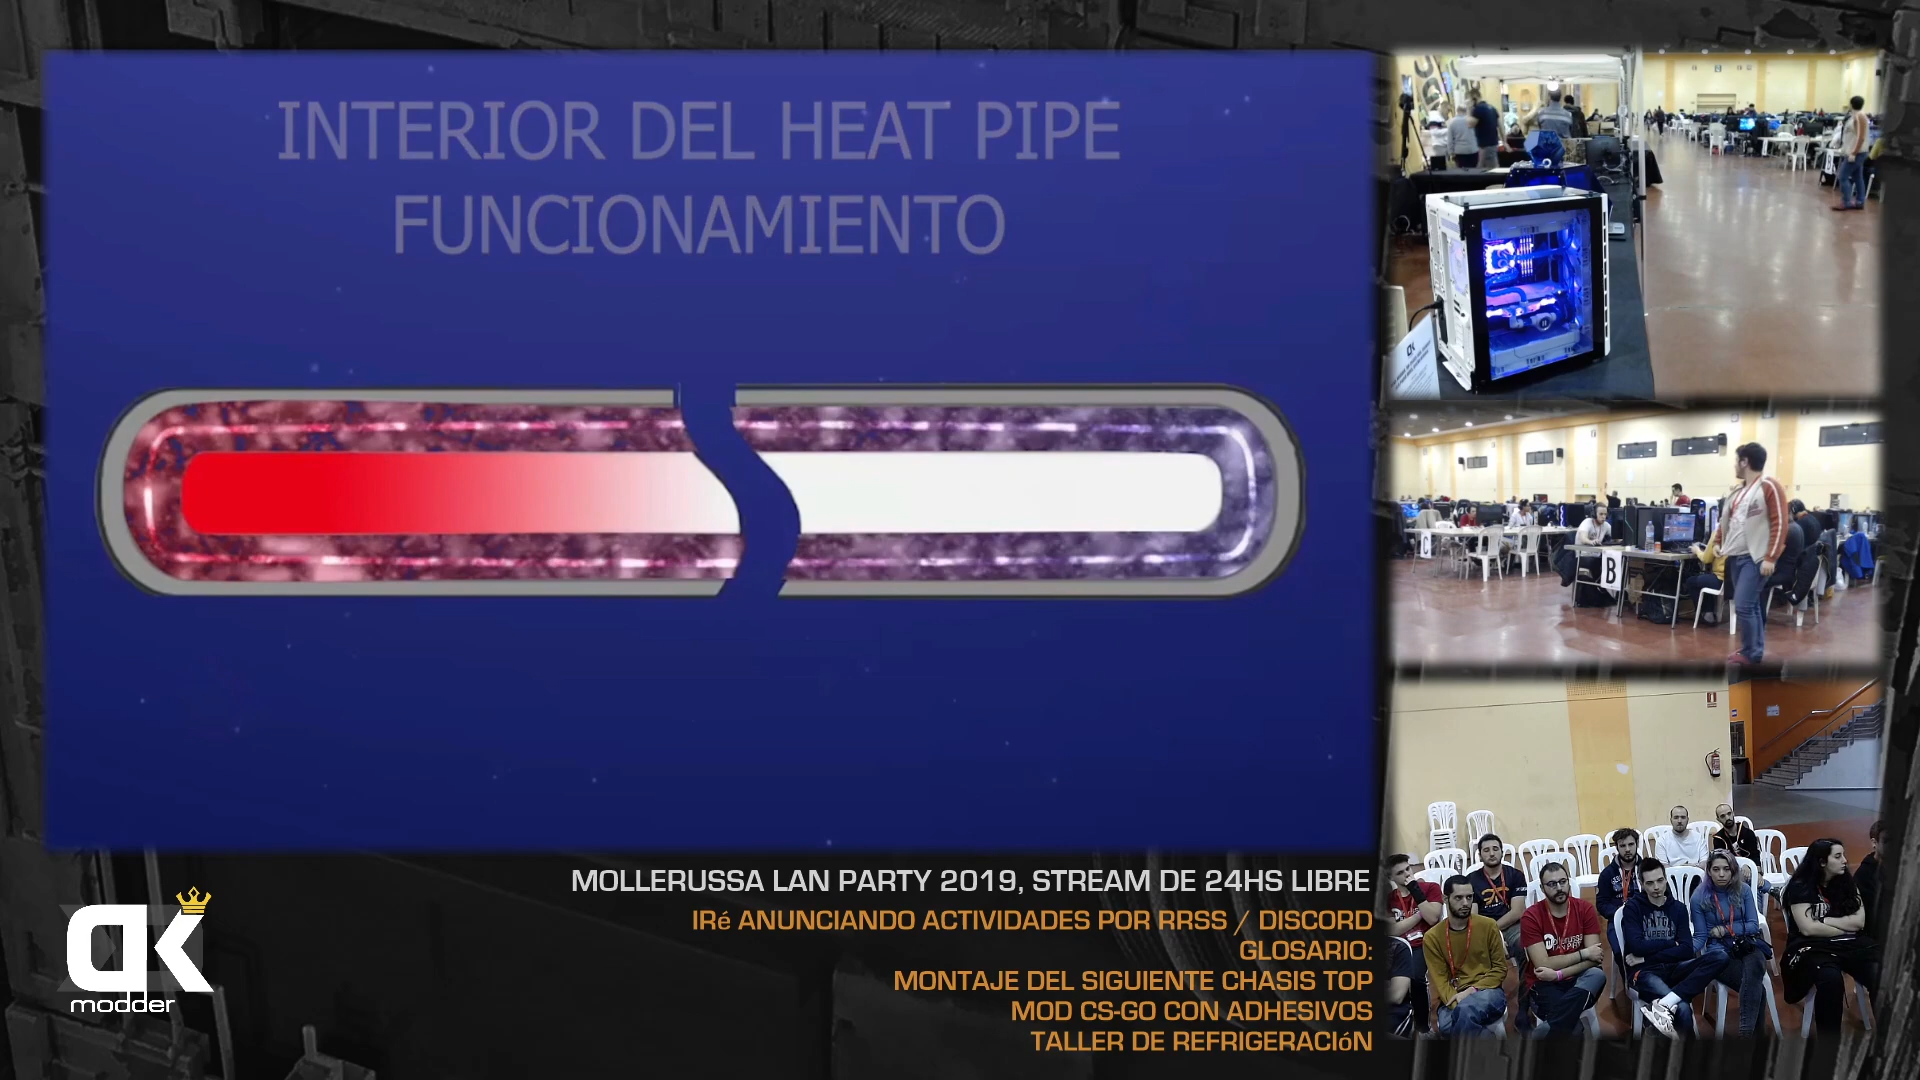 INTERIOR DEL HEAT PIPE
FUNCIONAMIENTO
C
B
MOLLERUSSA LAN PARTY 2019, STREAM DE 24HS LIBRE
IRé ANUNCIANDO ACTIVIDADES POR RRSS / DISCORD
GLOSARIO:
MONTAJE DEL SIGUIENTE CHASIS TOP
MOD CS-GO CON ADHESIVOS
TALLER DE REFRIGERACIóN
DK
modder